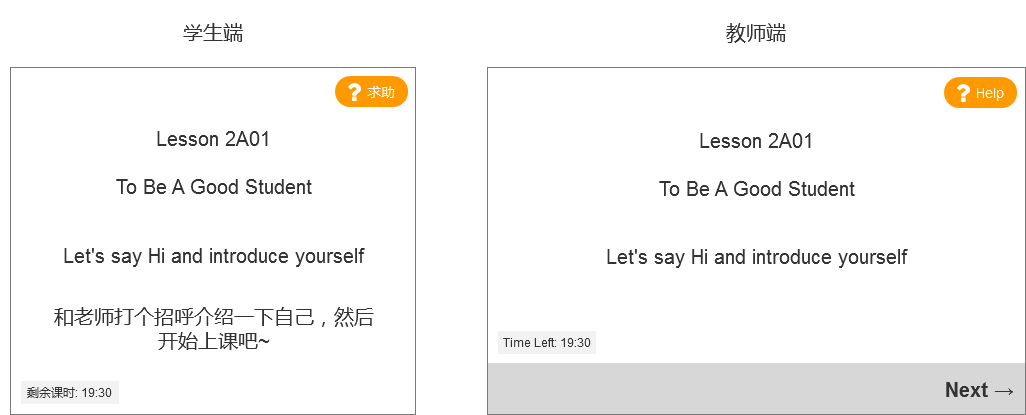 学生端
? 求助
Lesson 2A01
To Be A Good Student
Let's say Hi and introduce yourself
和老师打个招呼介绍一下自己，然后
开始上课吧~
剩余课时: 19:30
教师端
? Help
Lesson 2A01
To Be A Good Student
Let's say Hi and introduce yourself
Time Left: 19:30
Next →